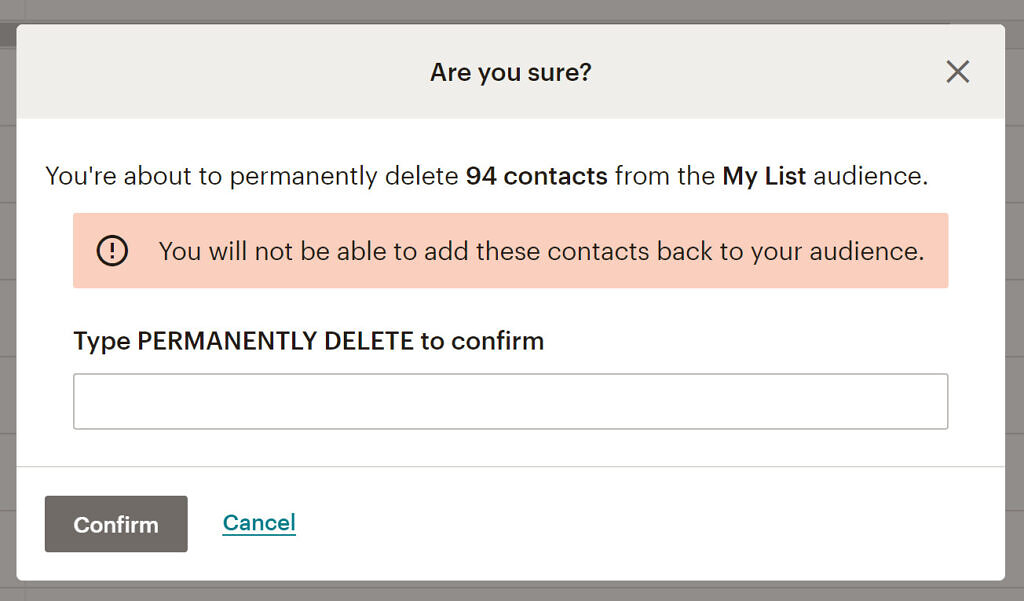 Are you sure?
You're about to permanently delete 94 contacts from the My List audience.
You will not be able to add these contacts back to your audience.
Type PERMANENTLY DELETE to confirm
Confirm
Cancel